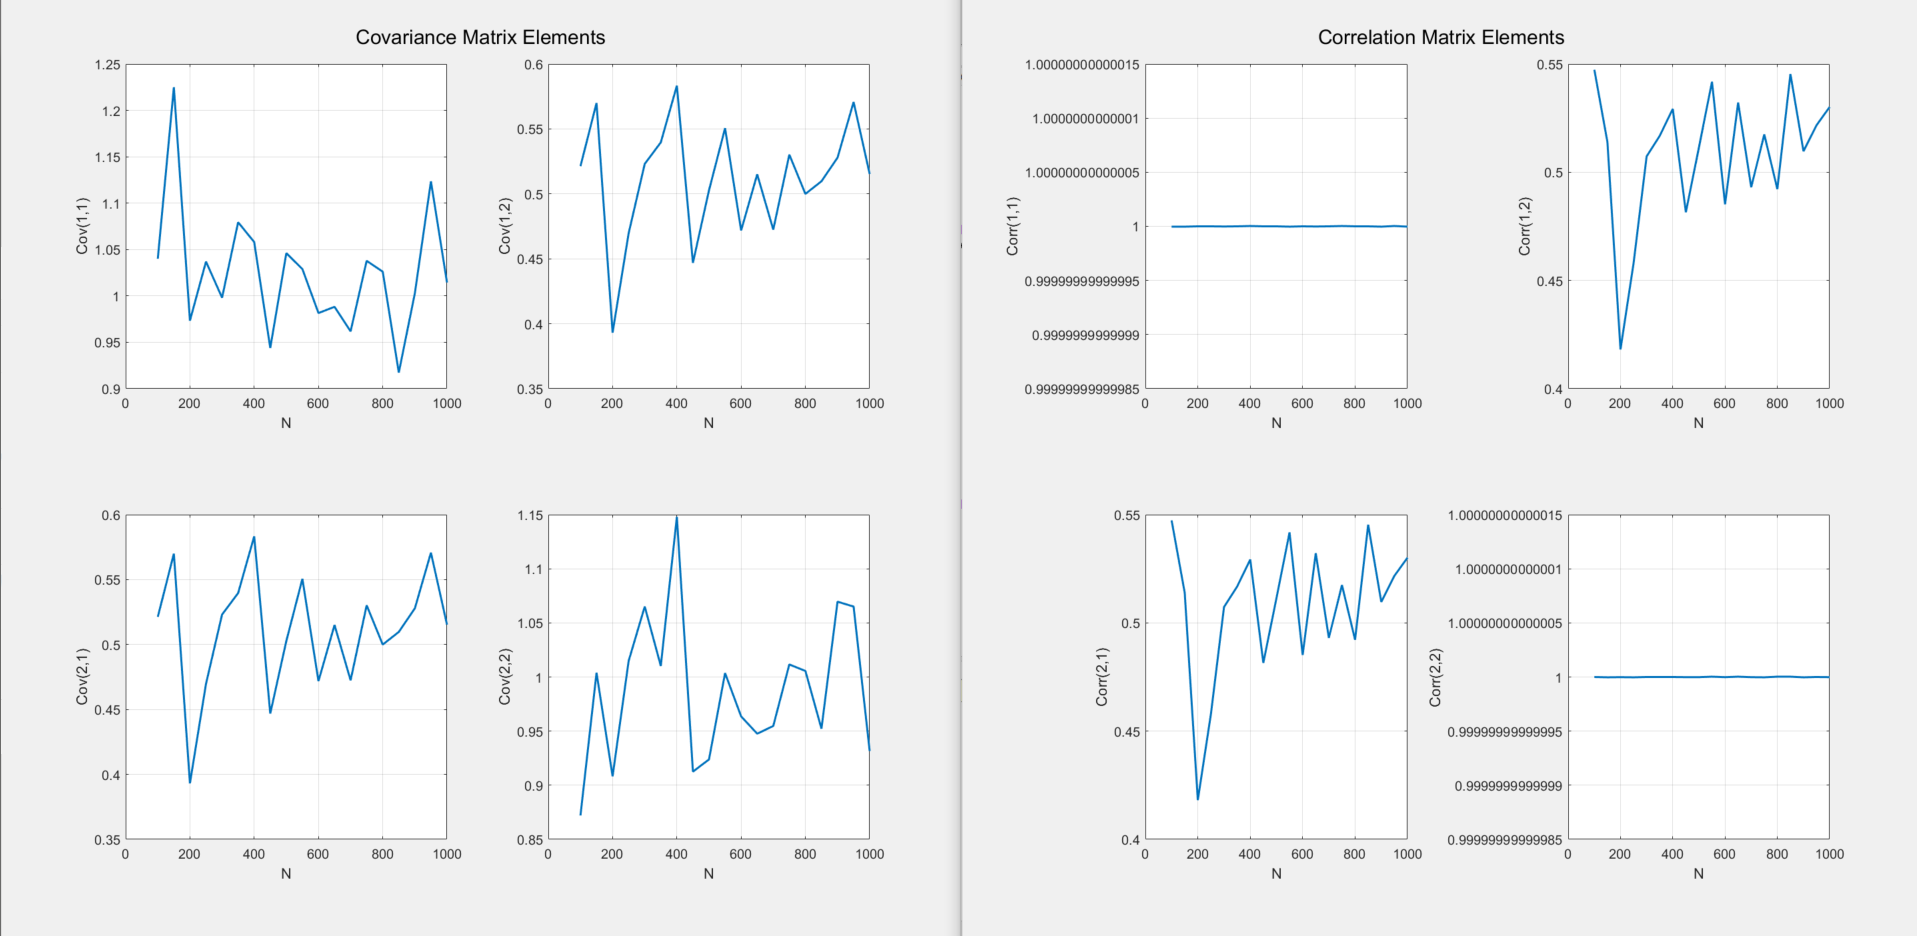 Covariance Matrix Elements
1.25
1.2
1.15
1.1
1.05
1
0.95
0.9
Cov(1,1)
0 200 400 600 800 1000
N
0.6
0.55
0.5
0.45
0.4
0.35
Cov(1,2)
0 200 400 600 800 1000
N
0.6
0.55
0.5
0.45
0.4
0.35
Cov(2,1)
0 200 400 600 800 1000
N
1.15
1.1
1.05
1
0.95
0.9
0.85
Cov(2,2)
0 200 400 600 800 1000
N
Correlation Matrix Elements
1.00000000000015
1.0000000000001
1.00000000000005
1
0.99999999999995
0.9999999999999
0.99999999999985
Corr(1,1)
0 200 400 600 800 1000
N
0.55
0.5
0.45
0.4
Corr(1,2)
0 200 400 600 800 1000
N
0.55
0.5
0.45
0.4
Corr(2,1)
0 200 400 600 800 1000
N
1.00000000000015
1.0000000000001
1.00000000000005
1
0.99999999999995
0.9999999999999
0.99999999999985
Corr(2,2)
0 200 400 600 800 1000
N